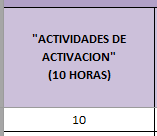 "ACTIVIDADES DE
ACTIVACION"
(10 HORAS)
10